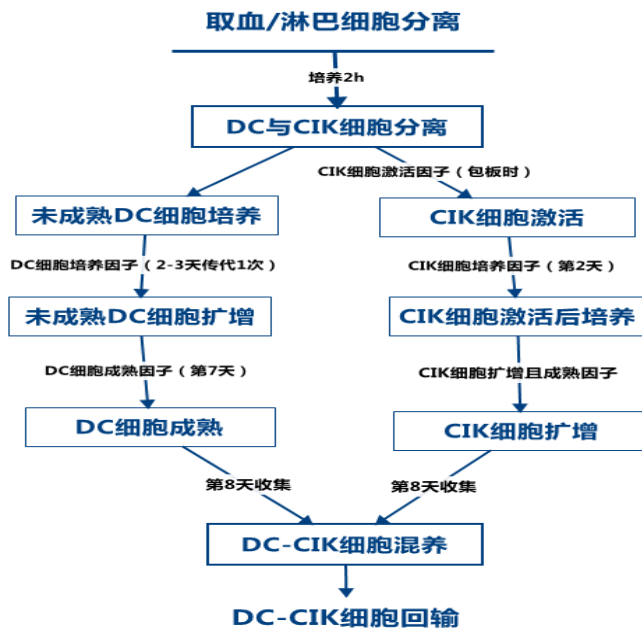 取血/淋巴细胞分离
培养2h
DC与CIK细胞分离
CIK细胞激活因子（包板时）
未成熟DC细胞培养
CIK细胞激活
DC细胞培养因子（2-3天传代1次）
CIK细胞培养因子（第2天）
未成熟DC细胞扩增
CIK细胞激活后培养
DC细胞成熟因子（第7天）
CIK细胞扩增且成熟因子
DC细胞成熟
CIK细胞扩增
第8天收集
第8天收集
DC-CIK细胞混养
DC-CIK细胞回输